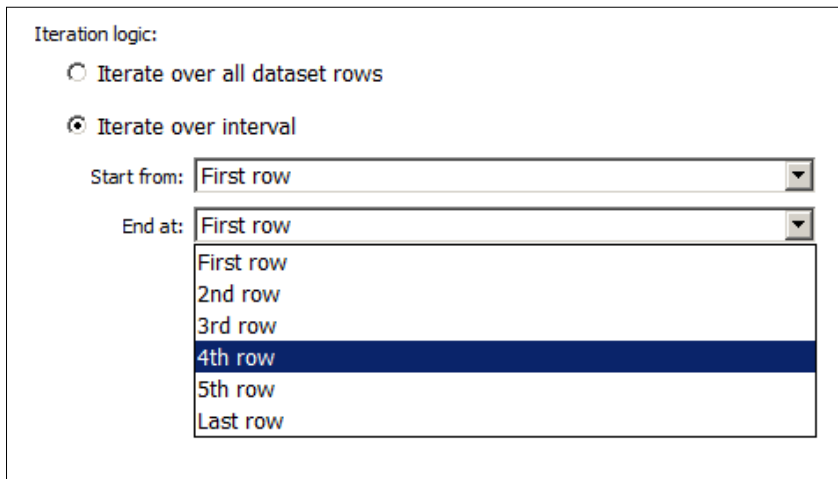 Iteration logic:
Iterate over all dataset rows
Iterate over interval
Start from: First row
End at: First row
First row
2nd row
3rd row
4th row
5th row
Last row